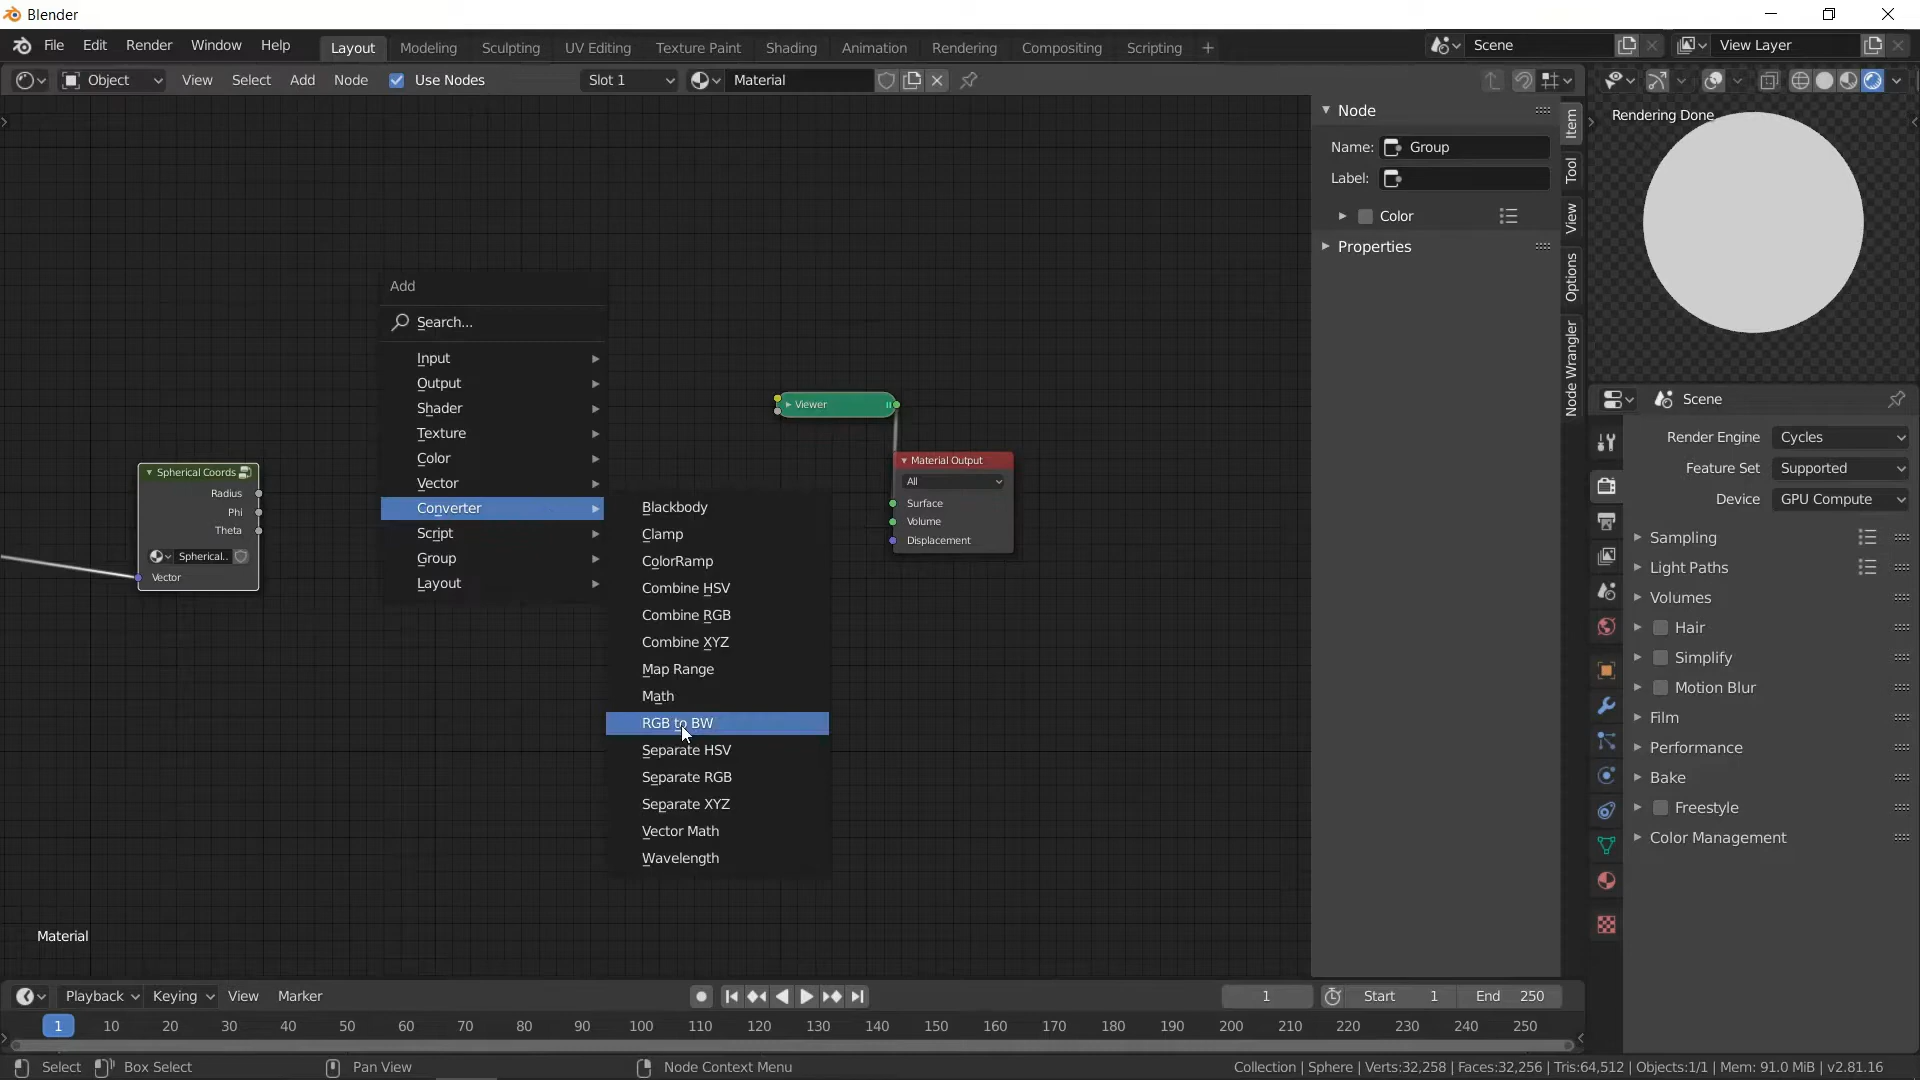 Blender
File Edit Render Window Help Layout Modeling Sculpting UV Editing Texture Paint Shading Animation Rendering Compositing Scripting + Scene View Layer
Object View Select Add Node Use Nodes Slot 1 Material
Rendering Done
Node
Name: Group
Label:
Color
Properties
Item
Tool
View
Options
Node Wrangler
Add
Search...
Input
Output
Shader
Texture
Color
Vector
Converter
Script
Group
Layout
Blackbody
Clamp
ColorRamp
Combine HSV
Combine RGB
Combine XYZ
Map Range
Math
RGB to BW
Separate HSV
Separate RGB
Separate XYZ
Vector Math
Wavelength
Spherical Coords
Radius
Phi
Theta
Spherical..
Vector
Viewer
Material Output
All
Surface
Volume
Displacement
Material
Scene
Render Engine Cycles
Feature Set Supported
Device GPU Compute
Sampling
Light Paths
Volumes
Hair
Simplify
Motion Blur
Film
Performance
Bake
Freestyle
Color Management
Playback Keying View Marker 1 Start 1 End 250
1 10 20 30 40 50 60 70 80 90 100 110 120 130 140 150 160 170 180 190 200 210 220 230 240 250
Select Box Select Pan View Node Context Menu Collection | Sphere | Verts:32,258 | Faces:32,256 | Tris:64,512 | Objects:1/1 | Mem: 91.0 MiB | v2.81.16